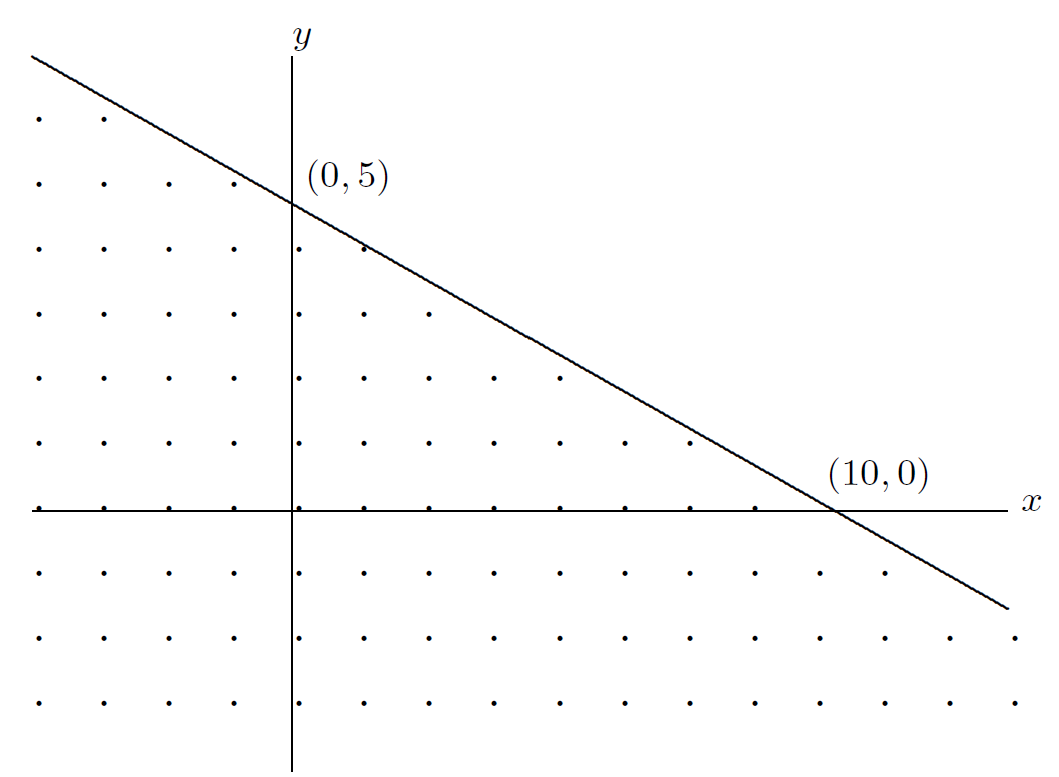 y
(0, 5)
(10, 0)
x